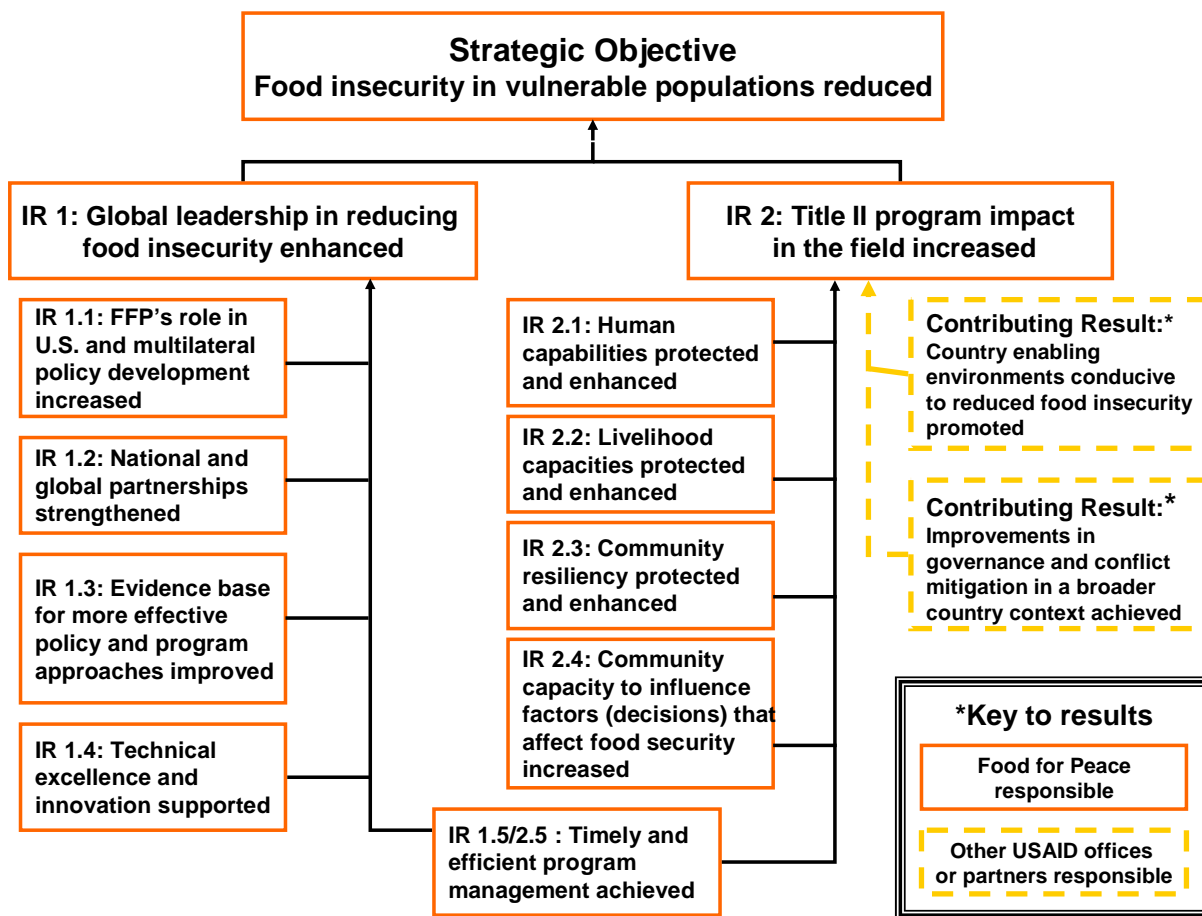 Strategic Objective
Food insecurity in vulnerable populations reduced
IR 1: Global leadership in reducing
food insecurity enhanced
IR 2: Title II program impact
in the field increased
IR 1.1: FFP's role in
U.S. and multilateral
policy development
increased
IR 1.2: National and
global partnerships
strengthened
IR 1.3: Evidence base
for more effective
policy and program
approaches improved
IR 1.4: Technical
excellence and
innovation supported
IR 2.1: Human
capabilities protected
and enhanced
IR 2.2: Livelihood
capacities protected
and enhanced
IR 2.3: Community
resiliency protected
and enhanced
IR 2.4: Community
capacity to influence
factors (decisions) that
affect food security
increased
IR 1.5/2.5 : Timely and
efficient program
management achieved
Contributing Result:*
Country enabling
environments conducive
to reduced food insecurity
promoted
Contributing Result:*
Improvements in
governance and conflict
mitigation in a broader
country context achieved
*Key to results
Food for Peace
responsible
Other USAID offices
or partners responsible